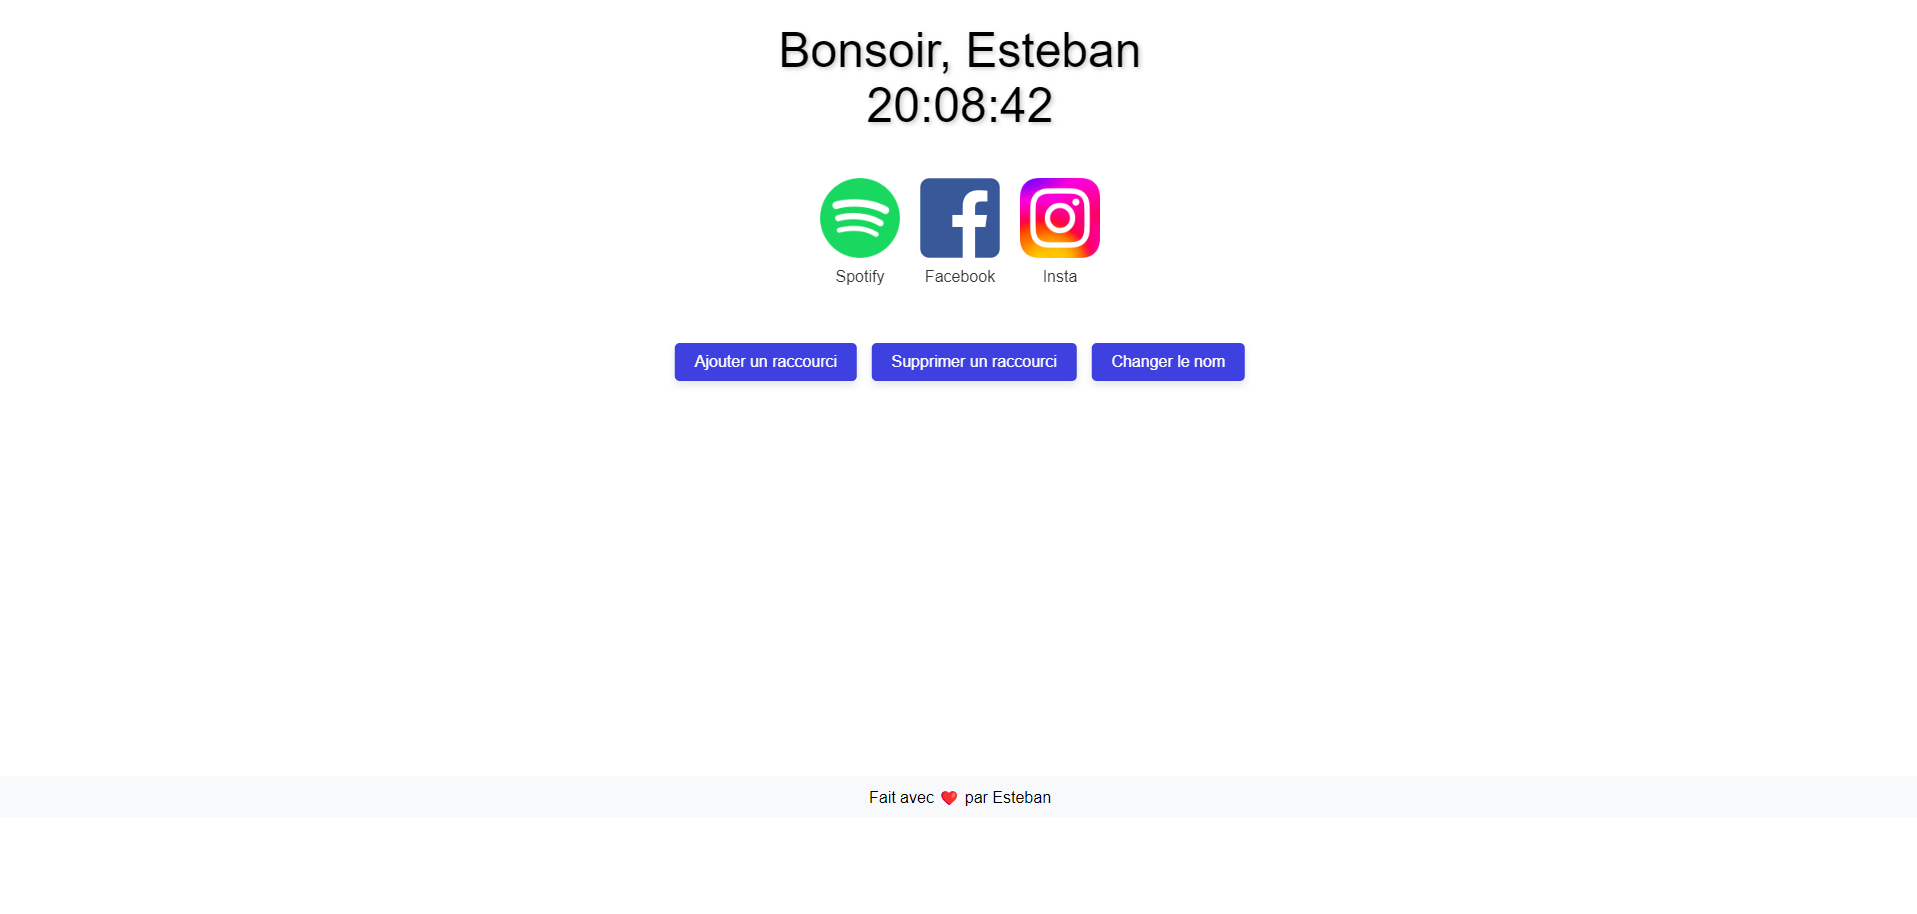 Bonsoir, Esteban
20:08:42
Spotify Facebook Insta
Ajouter un raccourci Supprimer un raccourci Changer le nom
Fait avec ❤️ par Esteban